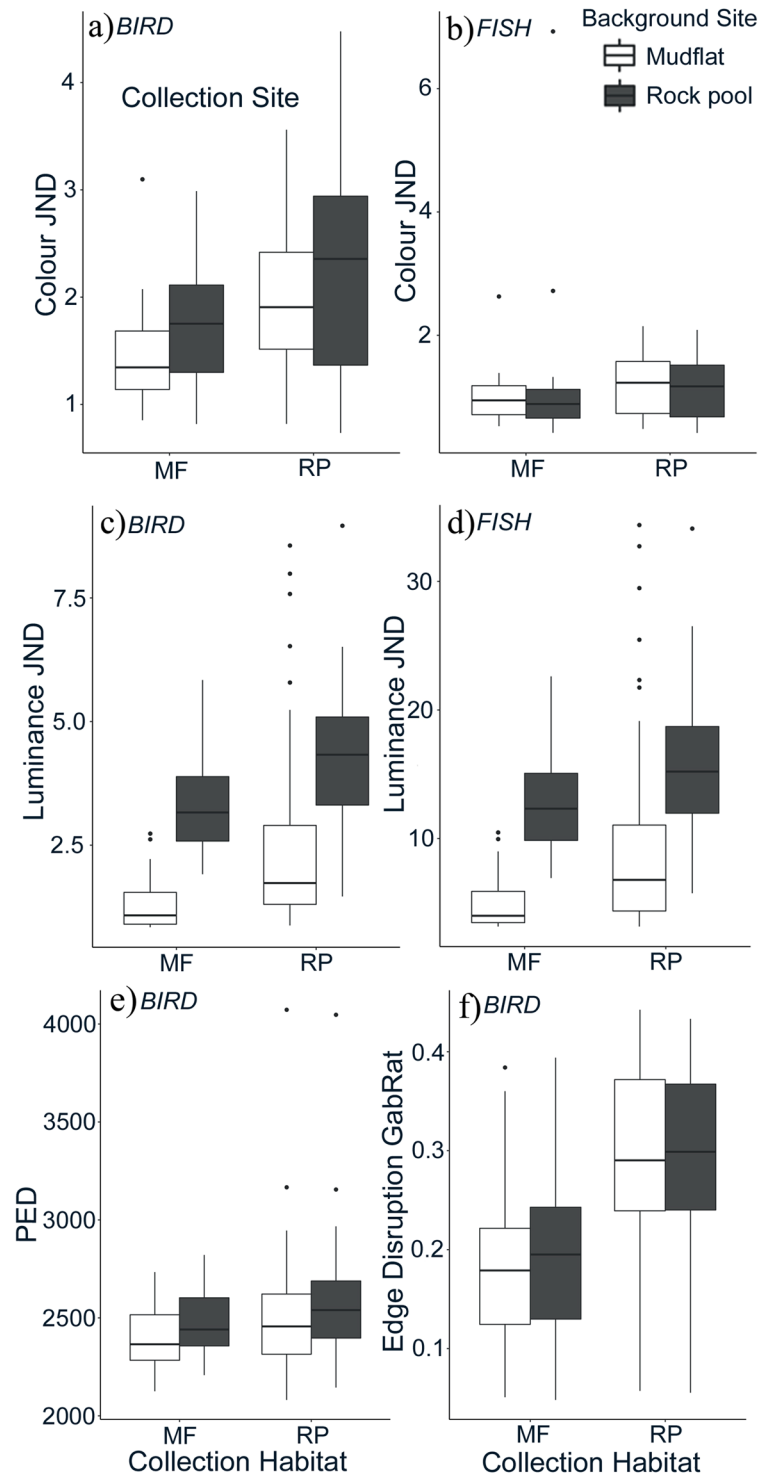 a) BIRD
Collection Site
Colour JND
4
3
2
1
MF
RP
b) FISH
Background Site
Mudflat
Rock pool
Colour JND
6
4
2
MF
RP
c) BIRD
Luminance JND
7.5
5.0
2.5
MF
RP
d) FISH
Luminance JND
30
20
10
MF
RP
e) BIRD
PED
4000
3500
3000
2500
2000
MF
RP
Collection Habitat
f) BIRD
Edge Disruption GabRat
0.4
0.3
0.2
0.1
MF
RP
Collection Habitat